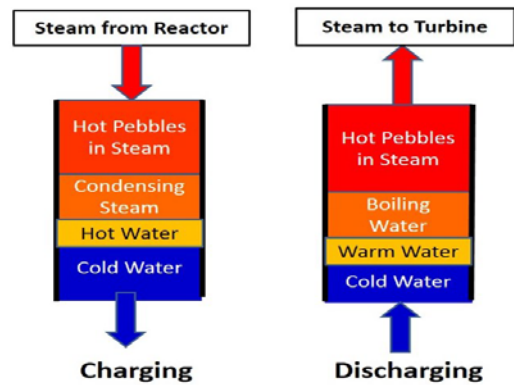 Steam from Reactor
Hot Pebbles
in Steam
Condensing
Steam
Hot Water
Cold Water
Charging
Steam to Turbine
Hot Pebbles
in Steam
Boiling
Water
Warm Water
Cold Water
Discharging